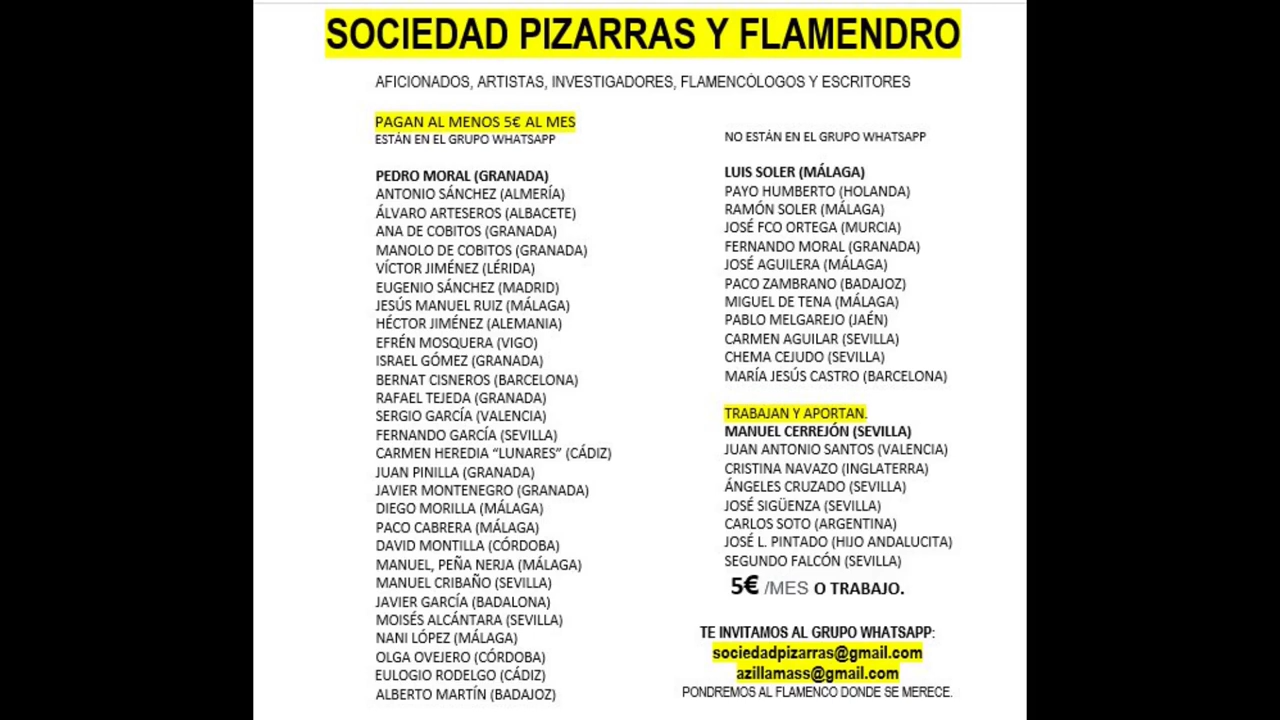 SOCIEDAD PIZARRAS Y FLAMENDRO
AFICIONADOS, ARTISTAS, INVESTIGADORES, FLAMENCÓLOGOS Y ESCRITORES
PAGAN AL MENOS 5€ AL MES
ESTÁN EN EL GRUPO WHATSAPP
PEDRO MORAL (GRANADA)
ANTONIO SÁNCHEZ (ALMERÍA)
ÁLVARO ARTESEROS (ALBACETE)
ANA DE COBITOS (GRANADA)
MANOLO DE COBITOS (GRANADA)
VÍCTOR JIMÉNEZ (LÉRIDA)
EUGENIO SÁNCHEZ (MADRID)
JESÚS MANUEL RUIZ (MÁLAGA)
HÉCTOR JIMÉNEZ (ALEMANIA)
EFRÉN MOSQUERA (VIGO)
ISRAEL GÓMEZ (GRANADA)
BERNAT CISNEROS (BARCELONA)
RAFAEL TEJEDA (GRANADA)
SERGIO GARCÍA (VALENCIA)
FERNANDO GARCÍA (SEVILLA)
CARMEN HEREDIA “LUNARES” (CÁDIZ)
JUAN PINILLA (GRANADA)
JAVIER MONTENEGRO (GRANADA)
DIEGO MORILLA (MÁLAGA)
PACO CABRERA (MÁLAGA)
DAVID MONTILLA (CÓRDOBA)
MANUEL, PEÑA NERJA (MÁLAGA)
MANUEL CRIBAÑO (SEVILLA)
JAVIER GARCÍA (BADALONA)
MOISÉS ALCÁNTARA (SEVILLA)
NANI LÓPEZ (MÁLAGA)
OLGA OVEJERO (CÓRDOBA)
EULOGIO RODELGO (CÁDIZ)
ALBERTO MARTÍN (BADAJOZ)
NO ESTÁN EN EL GRUPO WHATSAPP
LUIS SOLER (MÁLAGA)
PAYO HUMBERTO (HOLANDA)
RAMÓN SOLER (MÁLAGA)
JOSÉ FCO ORTEGA (MURCIA)
FERNANDO MORAL (GRANADA)
JOSÉ AGUILERA (MÁLAGA)
PACO ZAMBRANO (BADAJOZ)
MIGUEL DE TENA (MÁLAGA)
PABLO MELGAREJO (JAÉN)
CARMEN AGUILAR (SEVILLA)
CHEMA CEJUDO (SEVILLA)
MARÍA JESÚS CASTRO (BARCELONA)
TRABAJAN Y APORTAN.
MANUEL CERREJÓN (SEVILLA)
JUAN ANTONIO SANTOS (VALENCIA)
CRISTINA NAVAZO (INGLATERRA)
ÁNGELES CRUZADO (SEVILLA)
JOSÉ SIGÜENZA (SEVILLA)
CARLOS SOTO (ARGENTINA)
JOSÉ L. PINTADO (HIJO ANDALUCITA)
SEGUNDO FALCÓN (SEVILLA)
5€ /MES O TRABAJO.
TE INVITAMOS AL GRUPO WHATSAPP:
sociedadpizarras@gmail.com
azillamass@gmail.com
PONDREMOS AL FLAMENCO DONDE SE MERECE.